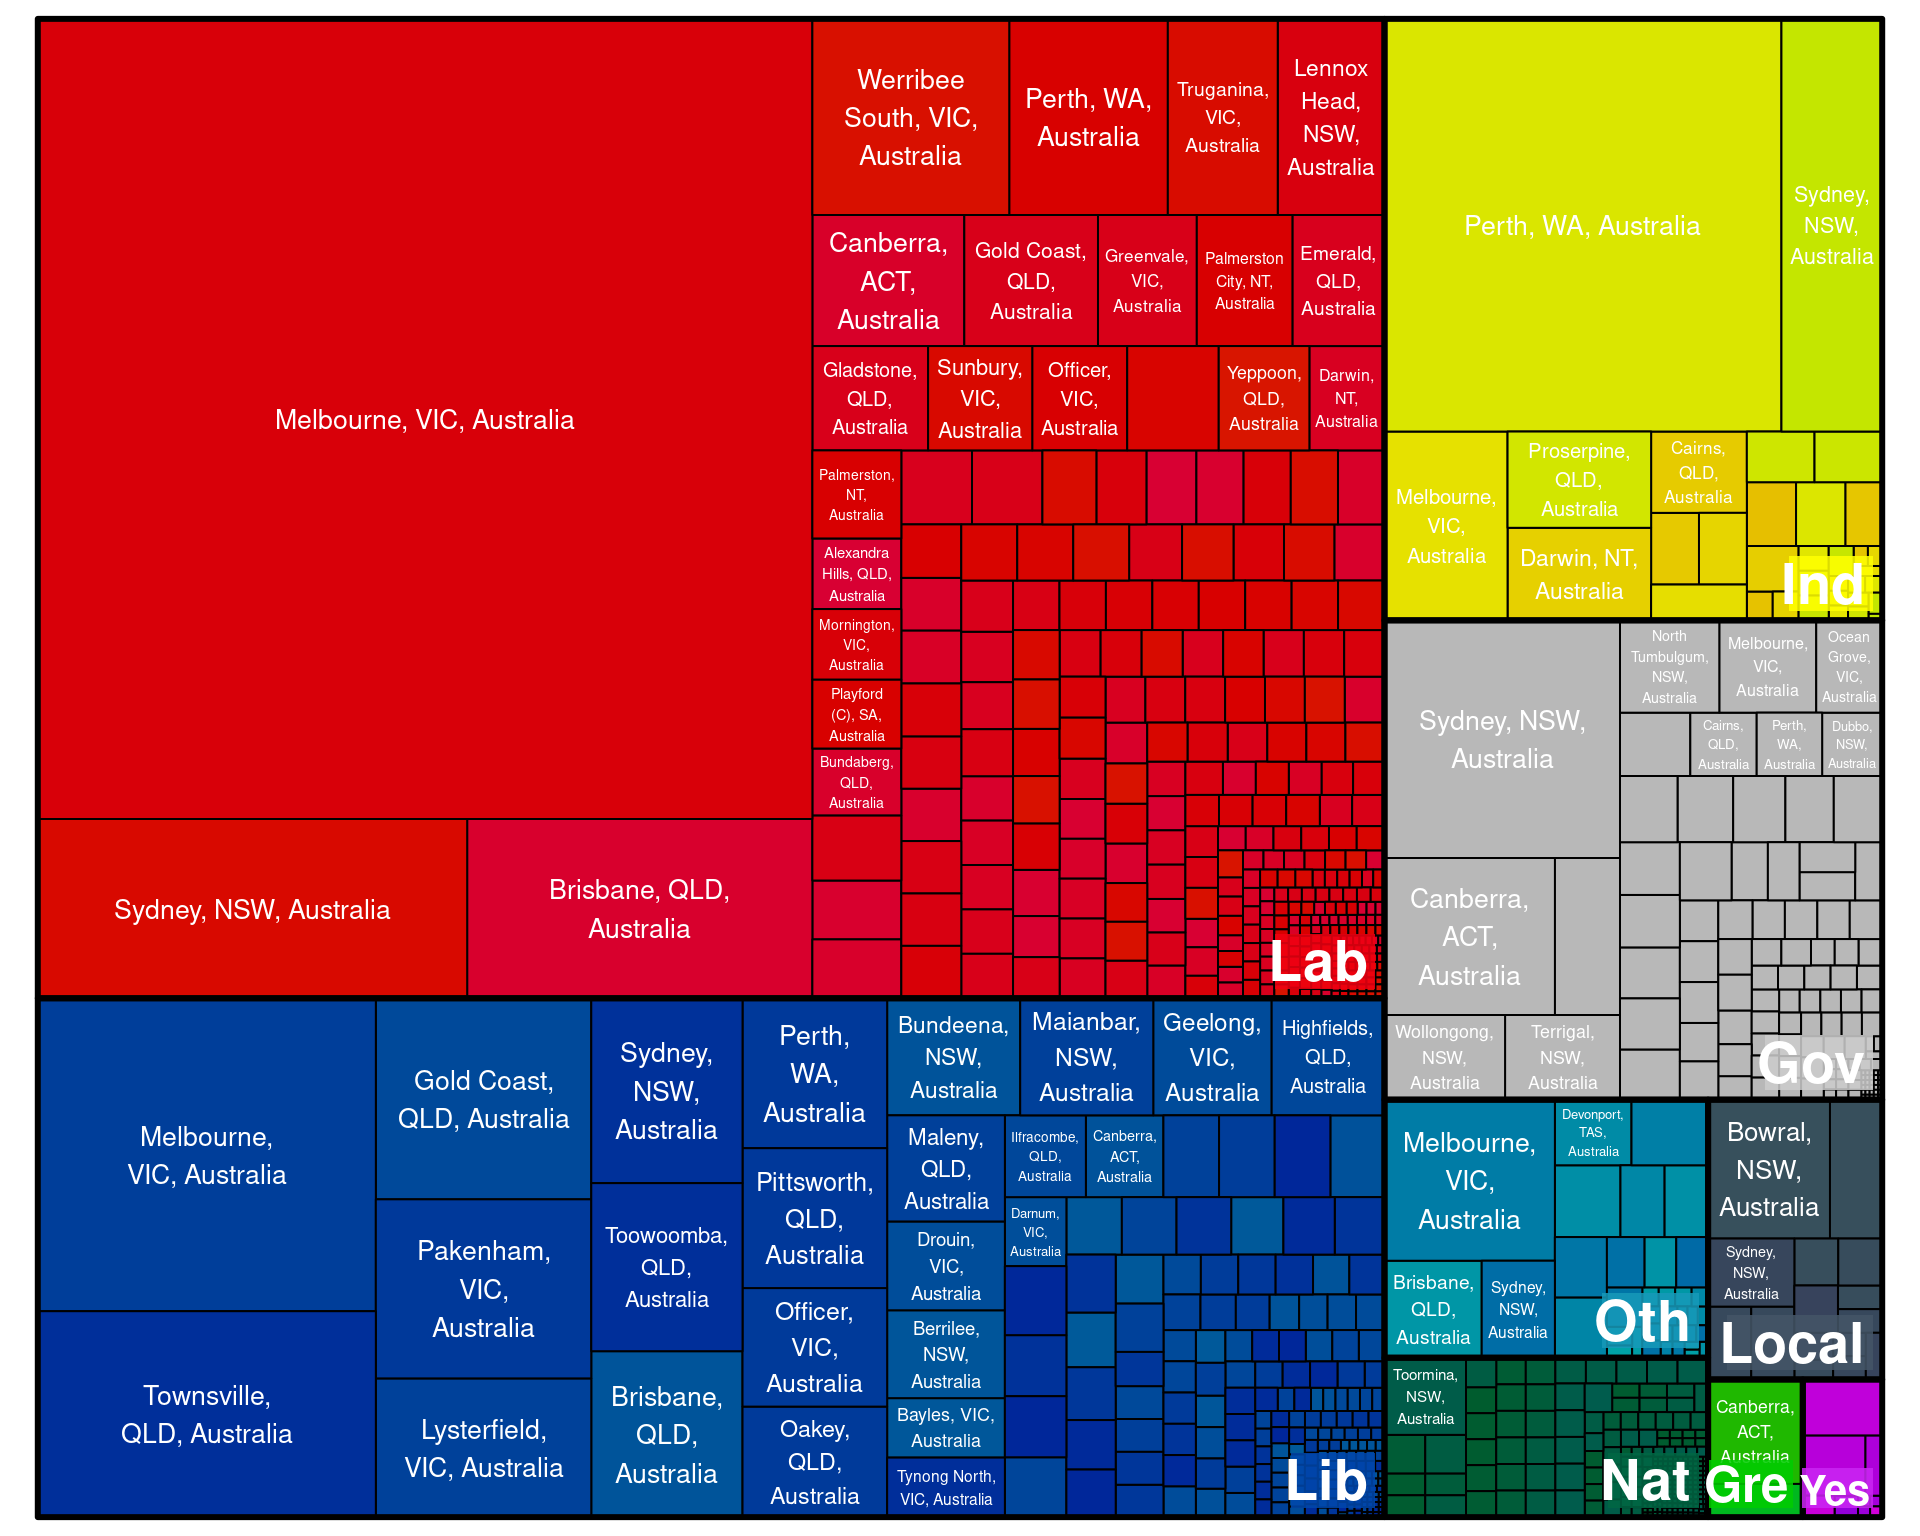 Melbourne, VIC, Australia
Sydney, NSW, Australia
Brisbane, QLD,
Australia
Werribee
South, VIC,
Australia
Perth, WA,
Australia
Truganina,
VIC,
Australia
Lennox
Head,
NSW,
Australia
Canberra,
ACT,
Australia
Gold Coast,
QLD,
Australia
Greenvale,
VIC,
Australia
Palmerston
City, NT,
Australia
Emerald,
QLD,
Australia
Gladstone,
QLD,
Australia
Sunbury,
VIC,
Australia
Officer,
VIC,
Australia
Yeppoon,
QLD,
Australia
Darwin,
NT,
Australia
Palmerston,
NT,
Australia
Alexandra
Hills, QLD,
Australia
Mornington,
VIC,
Australia
Playford
(C), SA,
Australia
Bundaberg,
QLD,
Australia
Lab
Perth, WA, Australia
Sydney,
NSW,
Australia
Melbourne,
VIC,
Australia
Proserpine,
QLD,
Australia
Darwin, NT,
Australia
Cairns,
QLD,
Australia
Ind
Sydney, NSW,
Australia
Canberra,
ACT,
Australia
Wollongong,
NSW,
Australia
Terrigal,
NSW,
Australia
North
Tumbulgum,
NSW,
Australia
Melbourne,
VIC,
Australia
Ocean
Grove,
VIC,
Australia
Cairns,
QLD,
Australia
Perth,
WA,
Australia
Dubbo,
NSW,
Australia
Gov
Melbourne,
VIC, Australia
Townsville,
QLD, Australia
Gold Coast,
QLD, Australia
Pakenham,
VIC,
Australia
Lysterfield,
VIC, Australia
Sydney,
NSW,
Australia
Toowoomba,
QLD,
Australia
Brisbane,
QLD,
Australia
Perth,
WA,
Australia
Pittsworth,
QLD,
Australia
Officer,
VIC,
Australia
Oakey,
QLD,
Australia
Bundeena,
NSW,
Australia
Maianbar,
NSW,
Australia
Geelong,
VIC,
Australia
Highfields,
QLD,
Australia
Maleny,
QLD,
Australia
Drouin,
VIC,
Australia
Berrilee,
NSW,
Australia
Bayles, VIC,
Australia
Tynong North,
VIC, Australia
Ilfracombe,
QLD,
Australia
Canberra,
ACT,
Australia
Darnum,
VIC,
Australia
Lib
Melbourne,
VIC,
Australia
Brisbane,
QLD,
Australia
Sydney,
NSW,
Australia
Devonport,
TAS,
Australia
Oth
Bowral,
NSW,
Australia
Sydney,
NSW,
Australia
Local
Toormina,
NSW,
Australia
Nat
Canberra,
ACT,
Australia
Gre
Yes